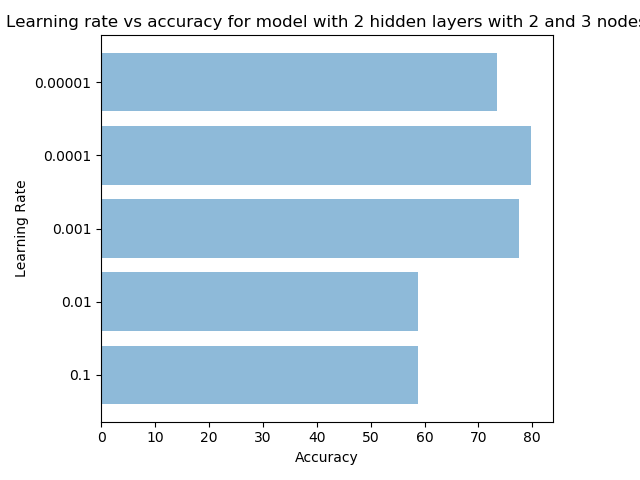 Learning rate vs accuracy for model with 2 hidden layers with 2 and 3 nodes
0.00001
0.0001
0.001
0.01
0.1
Learning Rate
0 10 20 30 40 50 60 70 80
Accuracy